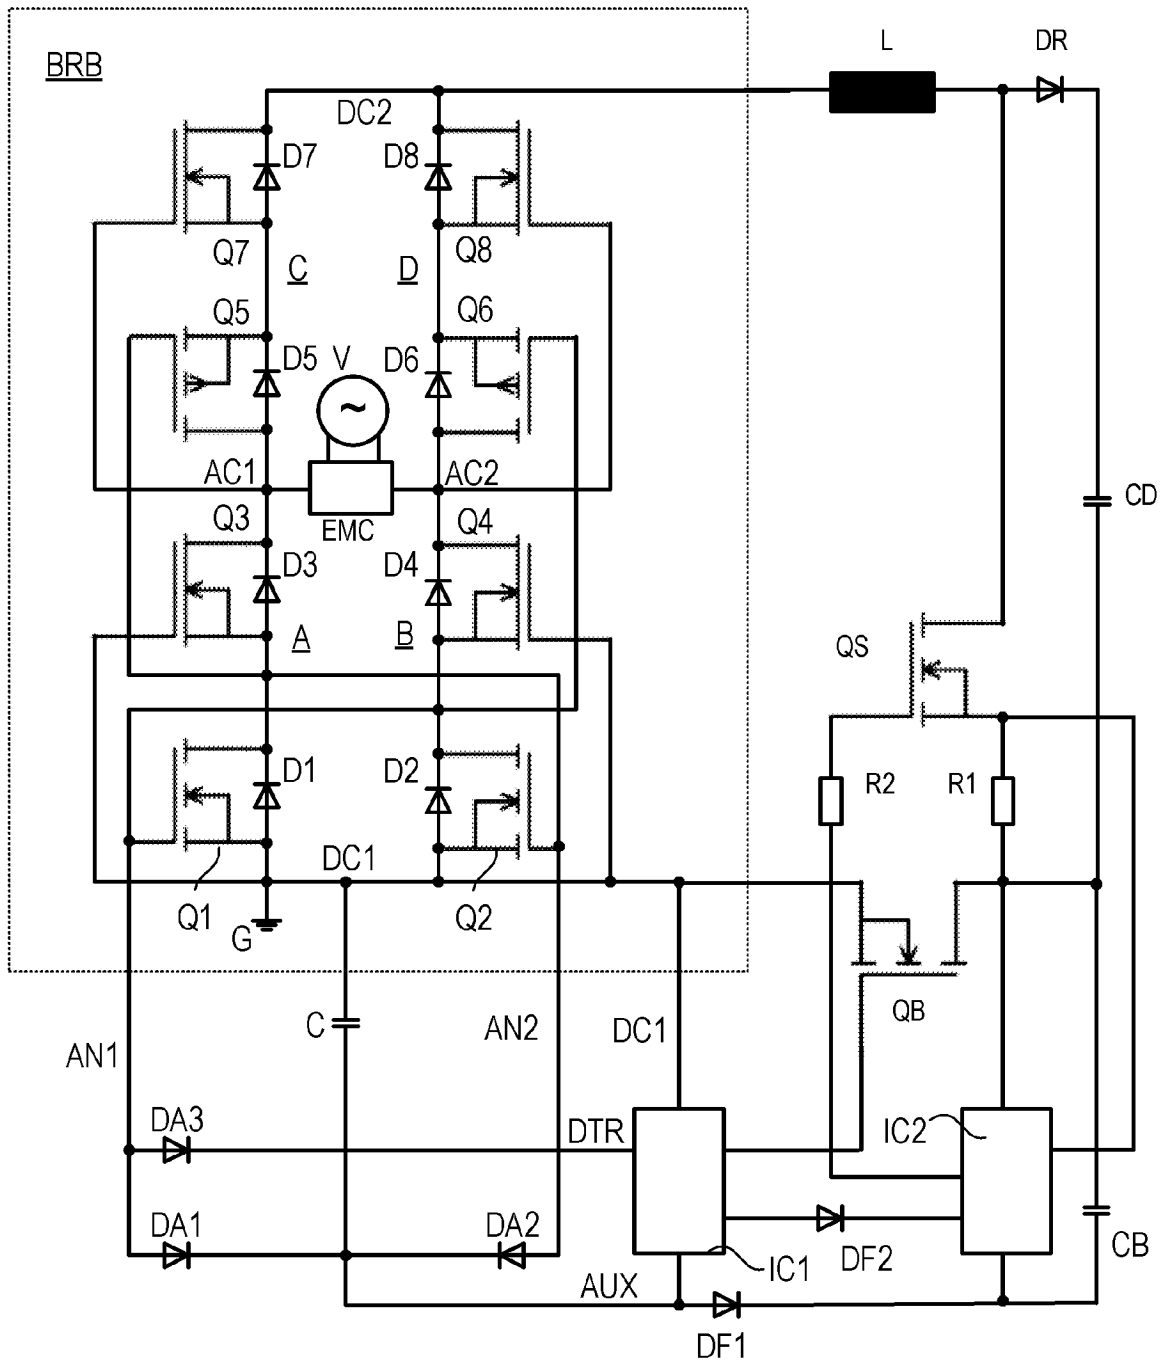 L DR
BRB
DC2
D7 D8
Q7 Q8
C D
Q5 Q6
D5 V D6
~
AC1 AC2
Q3 EMC Q4
D3 D4
A B
QS
D1 D2 R2 R1
CD
DC1
Q1 G Q2
QB
C AN2 DC1
AN1
DA3 DTR IC2
DA1 DA2
IC1 DF2 CB
AUX
DF1